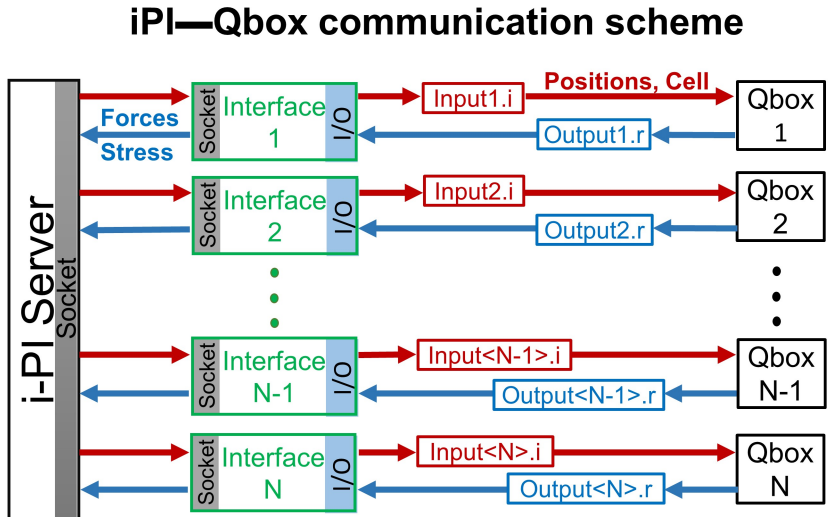 iPI—Qbox communication scheme
i-PI Server
Socket
Forces
Stress
Positions, Cell
Socket
Interface
1
I/O
Input1.i
Output1.r
Qbox
1
Socket
Interface
2
I/O
Input2.i
Output2.r
Qbox
2
Socket
Interface
N-1
I/O
Input<N-1>.i
Output<N-1>.r
Qbox
N-1
Socket
Interface
N
I/O
Input<N>.i
Output<N>.r
Qbox
N